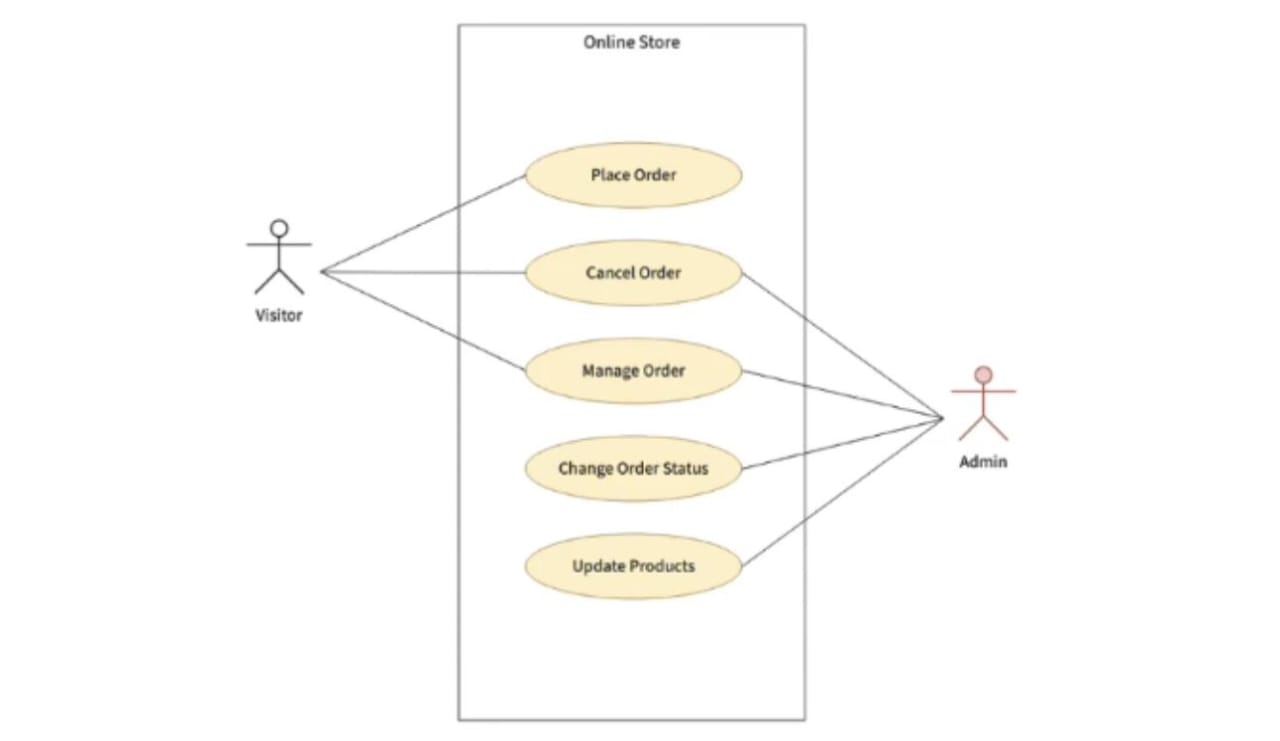 Online Store
Place Order
Cancel Order
Visitor
Manage Order
Admin
Change Order Status
Update Products